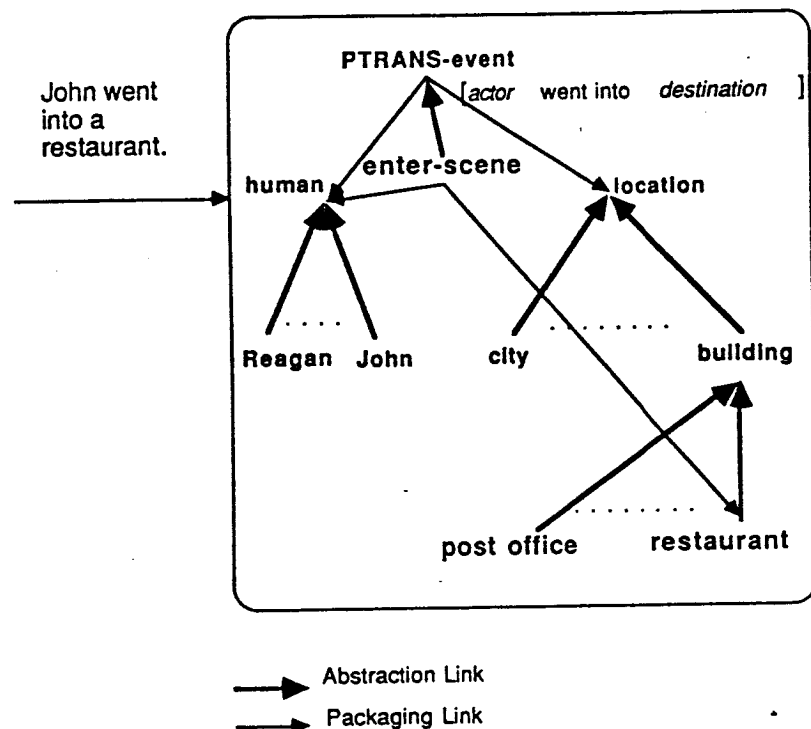 PTRANS-event
[actor went into destination ]
John went
into a
restaurant.
human
enter-scene
location
. . . .
. . . . . . . .
Reagan
John
city
building
. . . . . . . .
post office
restaurant
Abstraction Link
Packaging Link